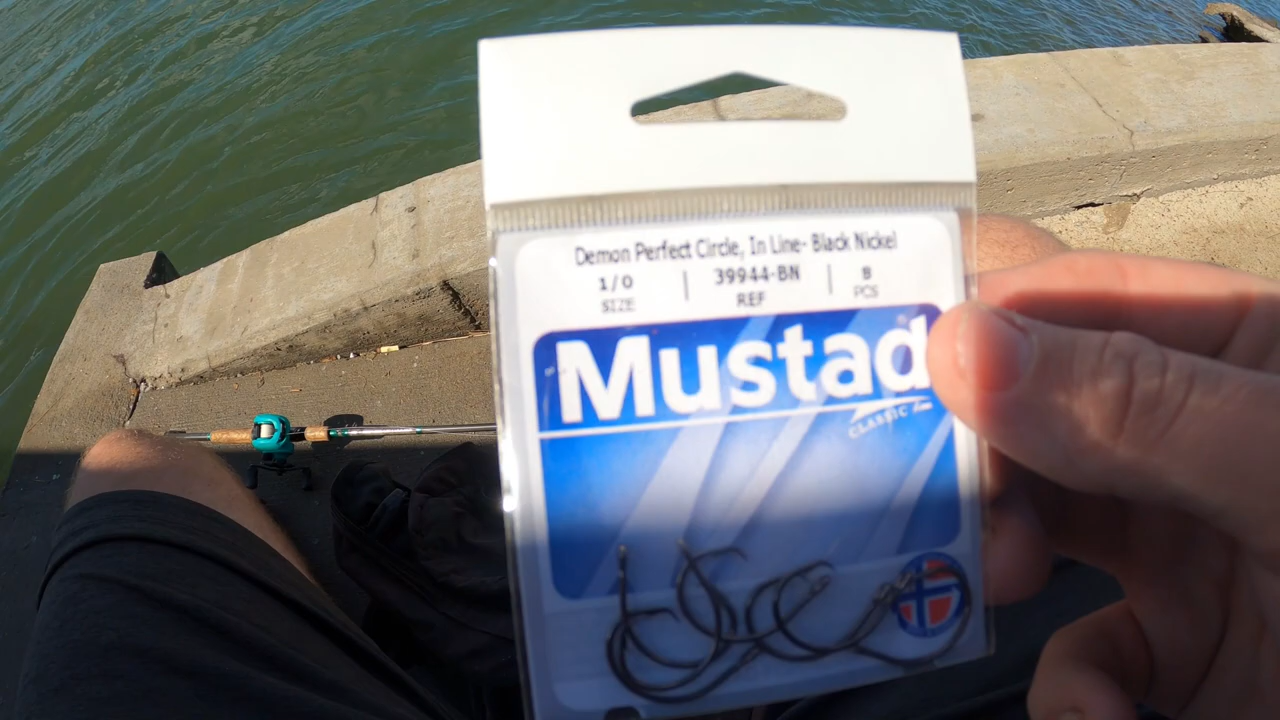 Demon Perfect Circle, In Line- Black Nickel
1/0 | 39944-BN | 8
SIZE REF PCS
Mustad
CLASSIC